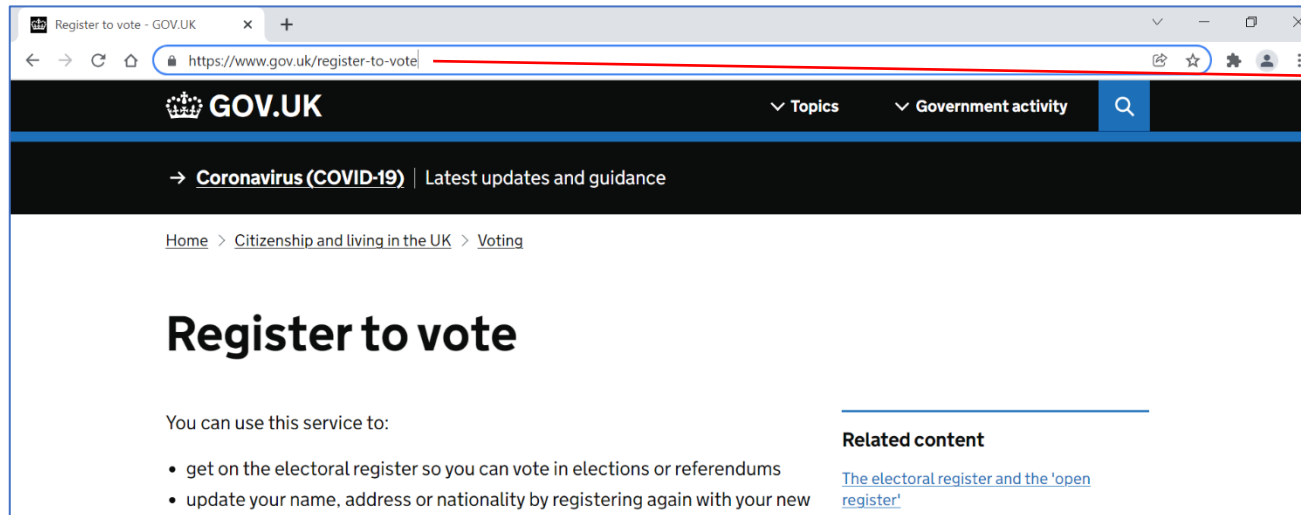 Register to vote - GOV.UK
https://www.gov.uk/register-to-vote
GOV.UK
Topics
Government activity
→ Coronavirus (COVID-19) | Latest updates and guidance
Home > Citizenship and living in the UK > Voting
Register to vote
You can use this service to:
• get on the electoral register so you can vote in elections or referendums
• update your name, address or nationality by registering again with your new
Related content
The electoral register and the 'open
register'